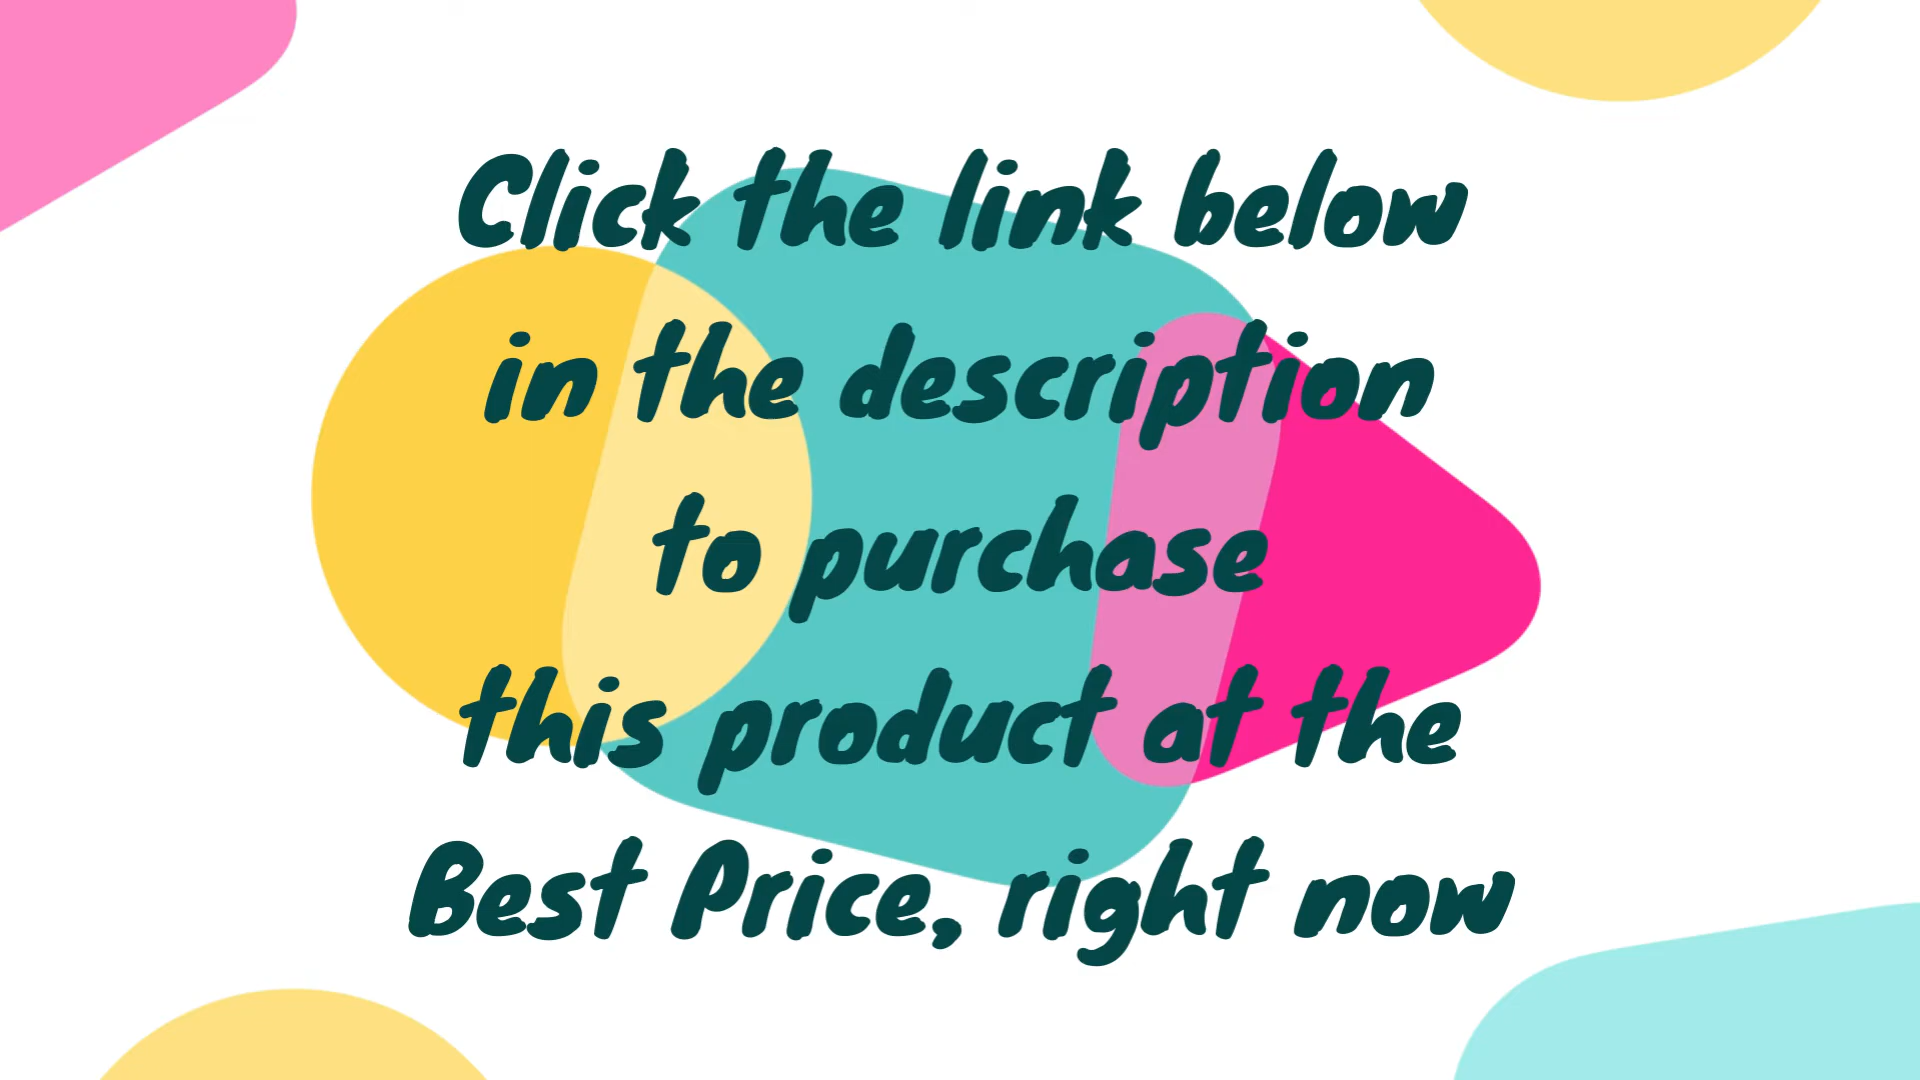 Click the link below
in the description
to purchase
this product at the
Best Price, right now